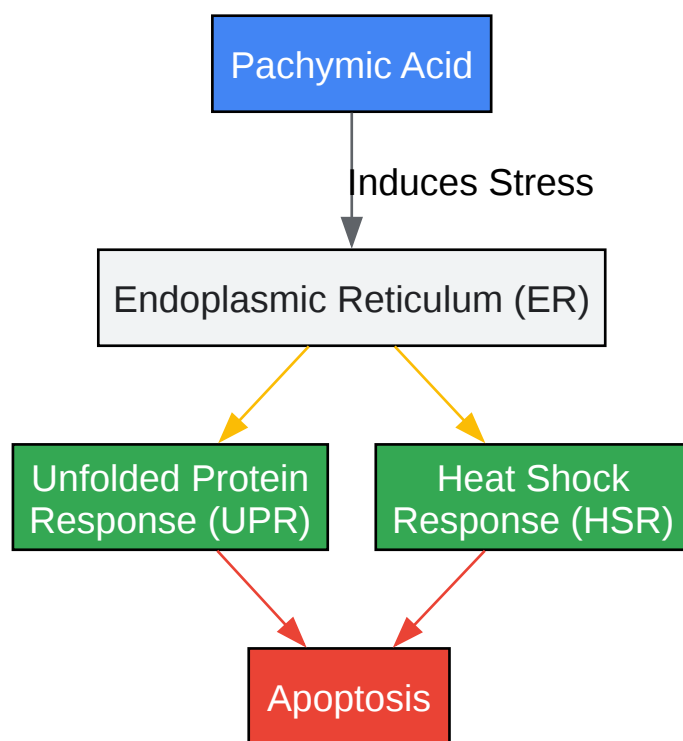 Pachymic Acid
Induces Stress
Endoplasmic Reticulum (ER)
Unfolded Protein
Response (UPR)
Heat Shock
Response (HSR)
Apoptosis